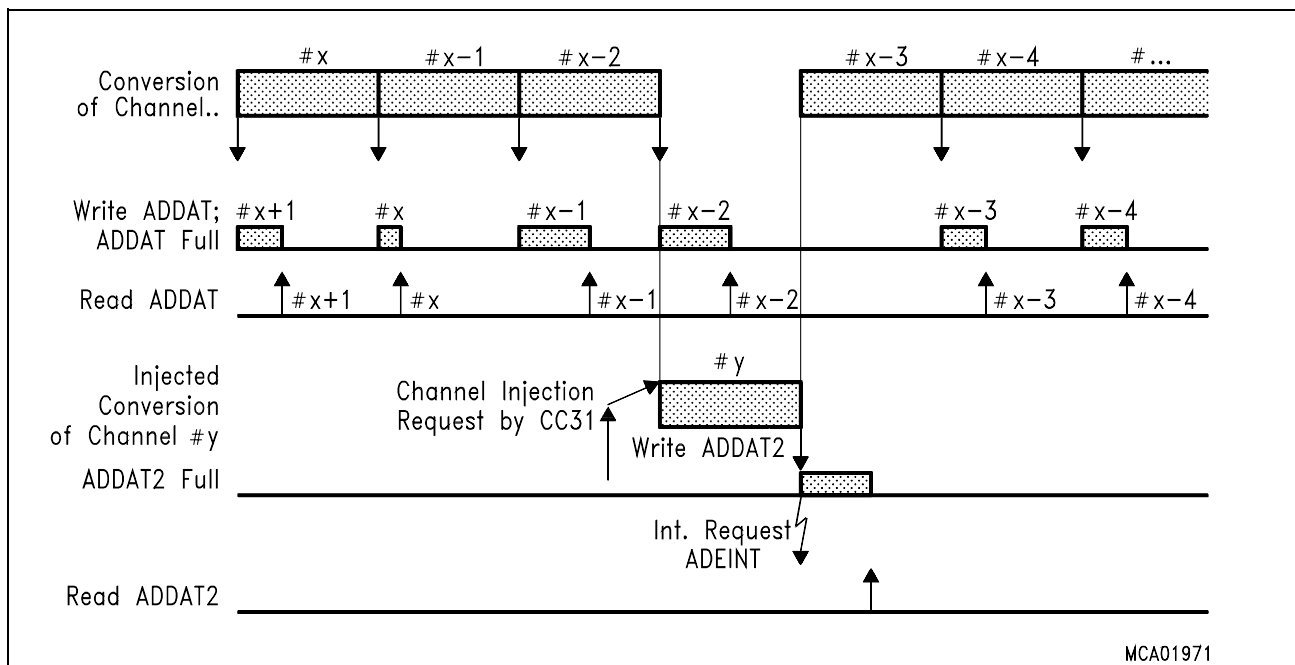 #x #x-1 #x-2 #x-3 #x-4 #...
Conversion
of Channel..
Write ADDAT; #x+1 #x #x-1 #x-2 #x-3 #x-4
ADDAT Full
Read ADDAT #x+1 #x #x-1 #x-2 #x-3 #x-4
#y
Injected
Conversion
of Channel #y
Channel Injection
Request by CC31
Write ADDAT2
ADDAT2 Full
Int. Request
ADEINT
Read ADDAT2
MCA01971